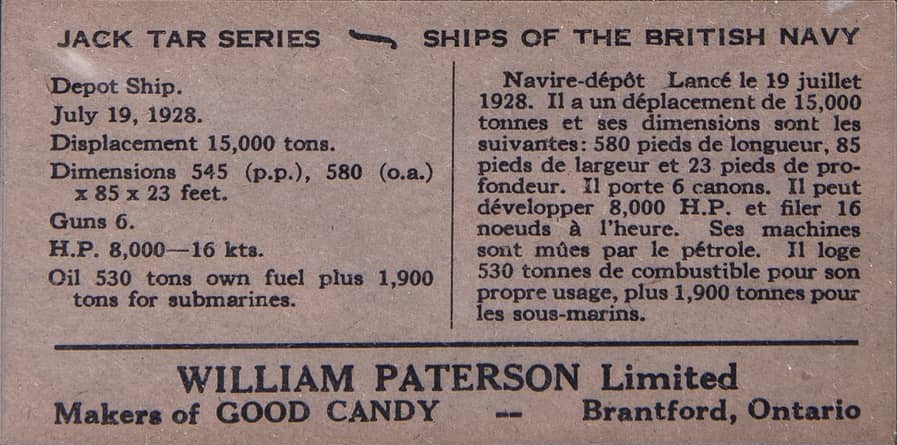 JACK TAR SERIES ~ SHIPS OF THE BRITISH NAVY
Depot Ship.
July 19, 1928.
Displacement 15,000 tons.
Dimensions 545 (p.p.), 580 (o.a.)
x 85 x 23 feet.
Guns 6.
H.P. 8,000—16 kts.
Oil 530 tons own fuel plus 1,900
tons for submarines.
Navire-dépôt Lancé le 19 juillet
1928. Il a un déplacement de 15,000
tonnes et ses dimensions sont les
suivantes: 580 pieds de longueur, 85
pieds de largeur et 23 pieds de pro-
fondeur. Il porte 6 canons. Il peut
développer 8,000 H.P. et filer 16
noeuds à l'heure. Ses machines
sont mûes par le pétrole. Il loge
530 tonnes de combustible pour son
propre usage, plus 1,900 tonnes pour
les sous-marins.
WILLIAM PATERSON Limited
Makers of GOOD CANDY -- Brantford, Ontario